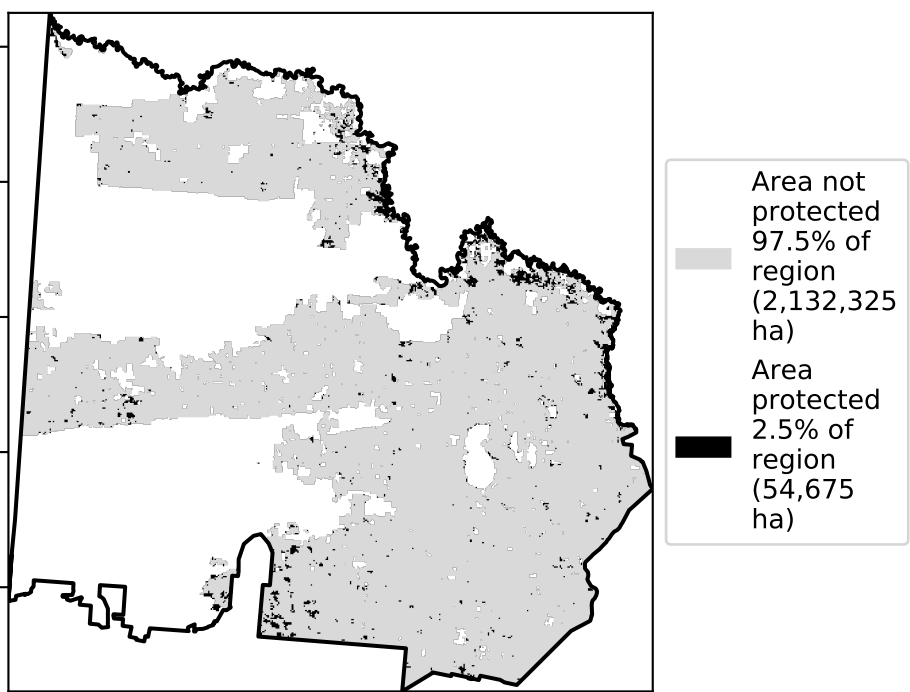 Area not
protected
97.5% of
region
(2,132,325
ha)
Area
protected
2.5% of
region
(54,675
ha)